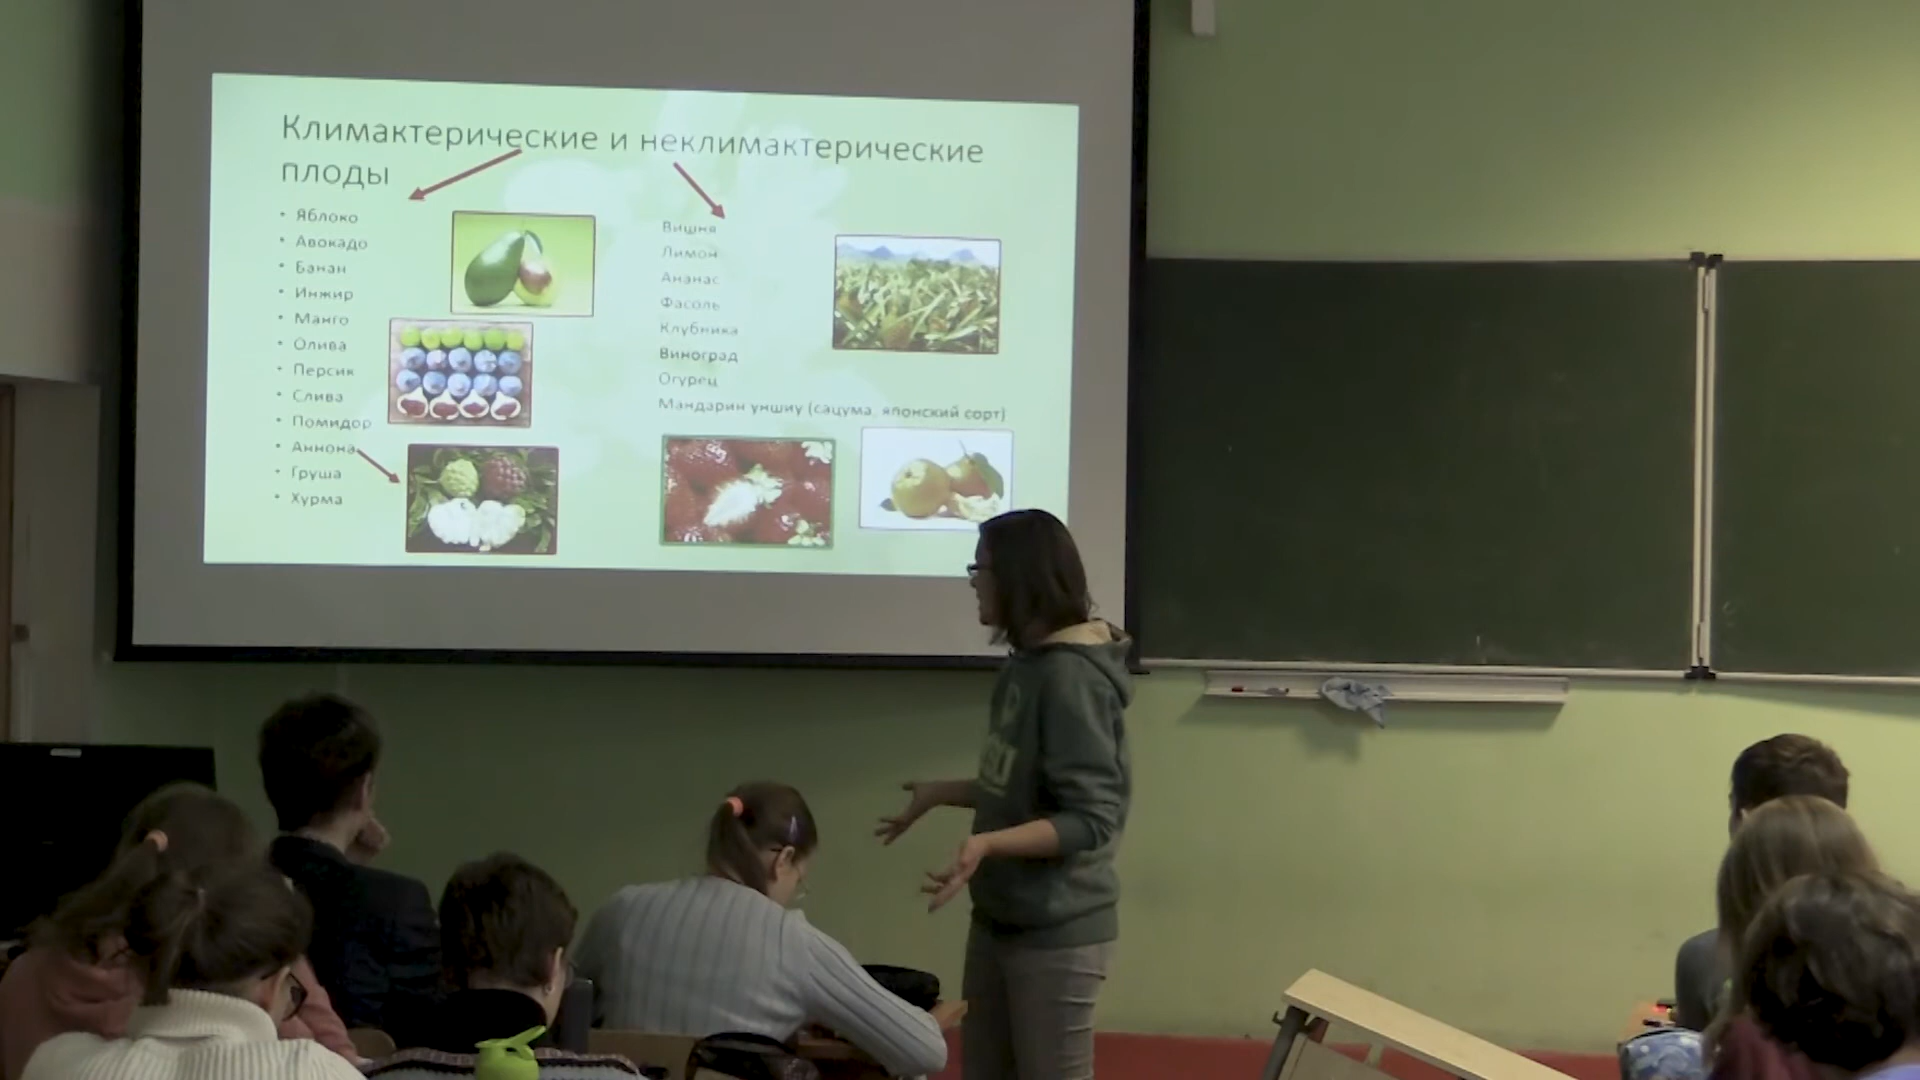 Климактерические и неклимактерические
плоды
• Яблоко
• Авокадо
• Банан
• Инжир
• Манго
• Олива
• Персик
• Слива
• Помидор
• Аннона
• Груша
• Хурма
Вишня
Лимон
Ананас
Фасоль
Клубника
Виноград
Огурец
Мандарин уншиу (сацума, японский сорт)